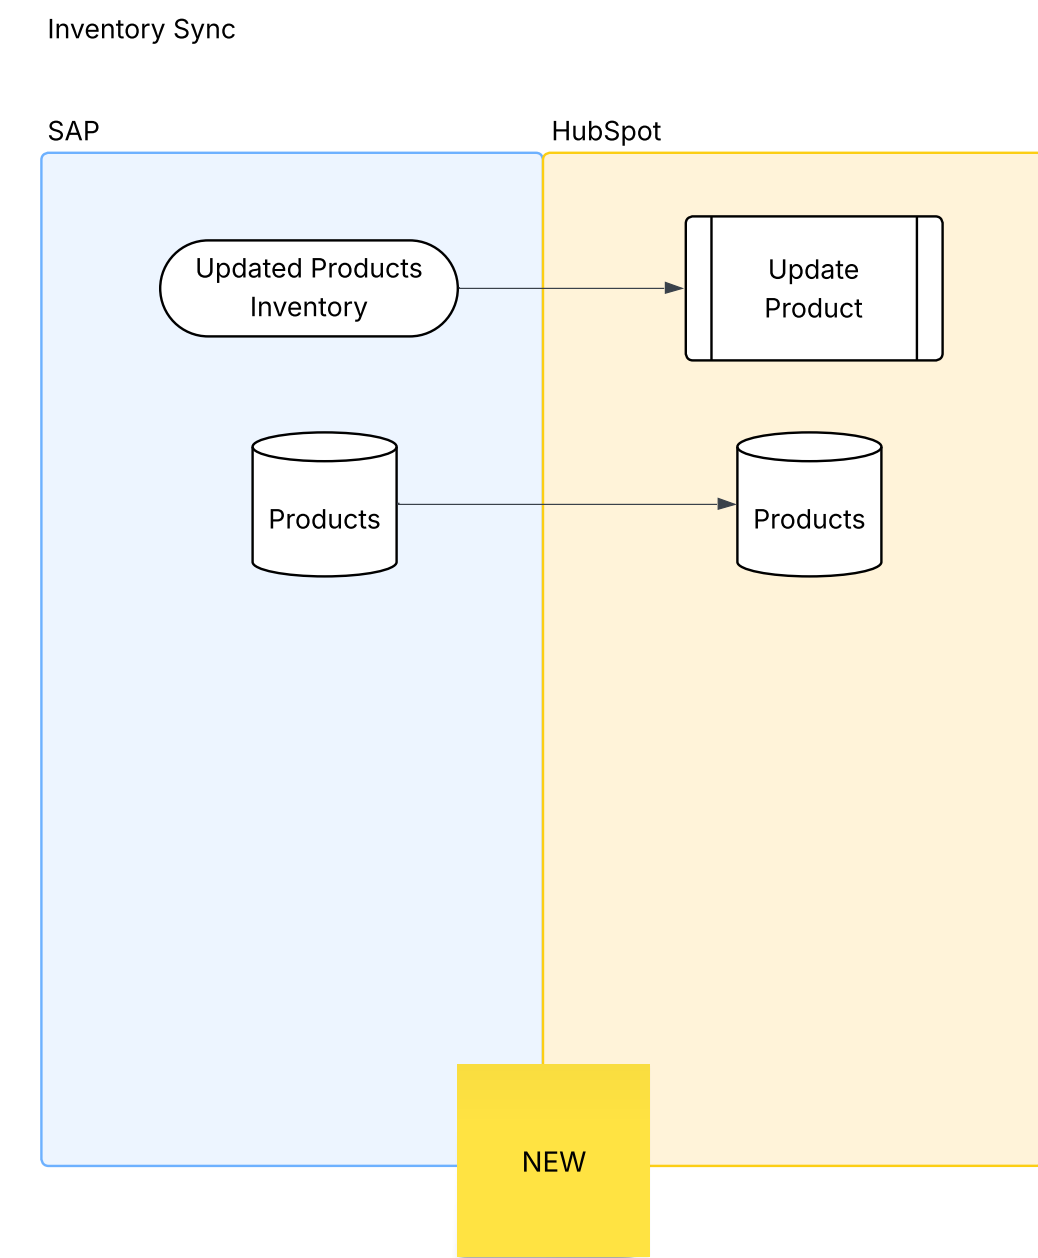 Inventory Sync
SAP
HubSpot
Updated Products
Inventory
Update
Product
Products
Products
NEW